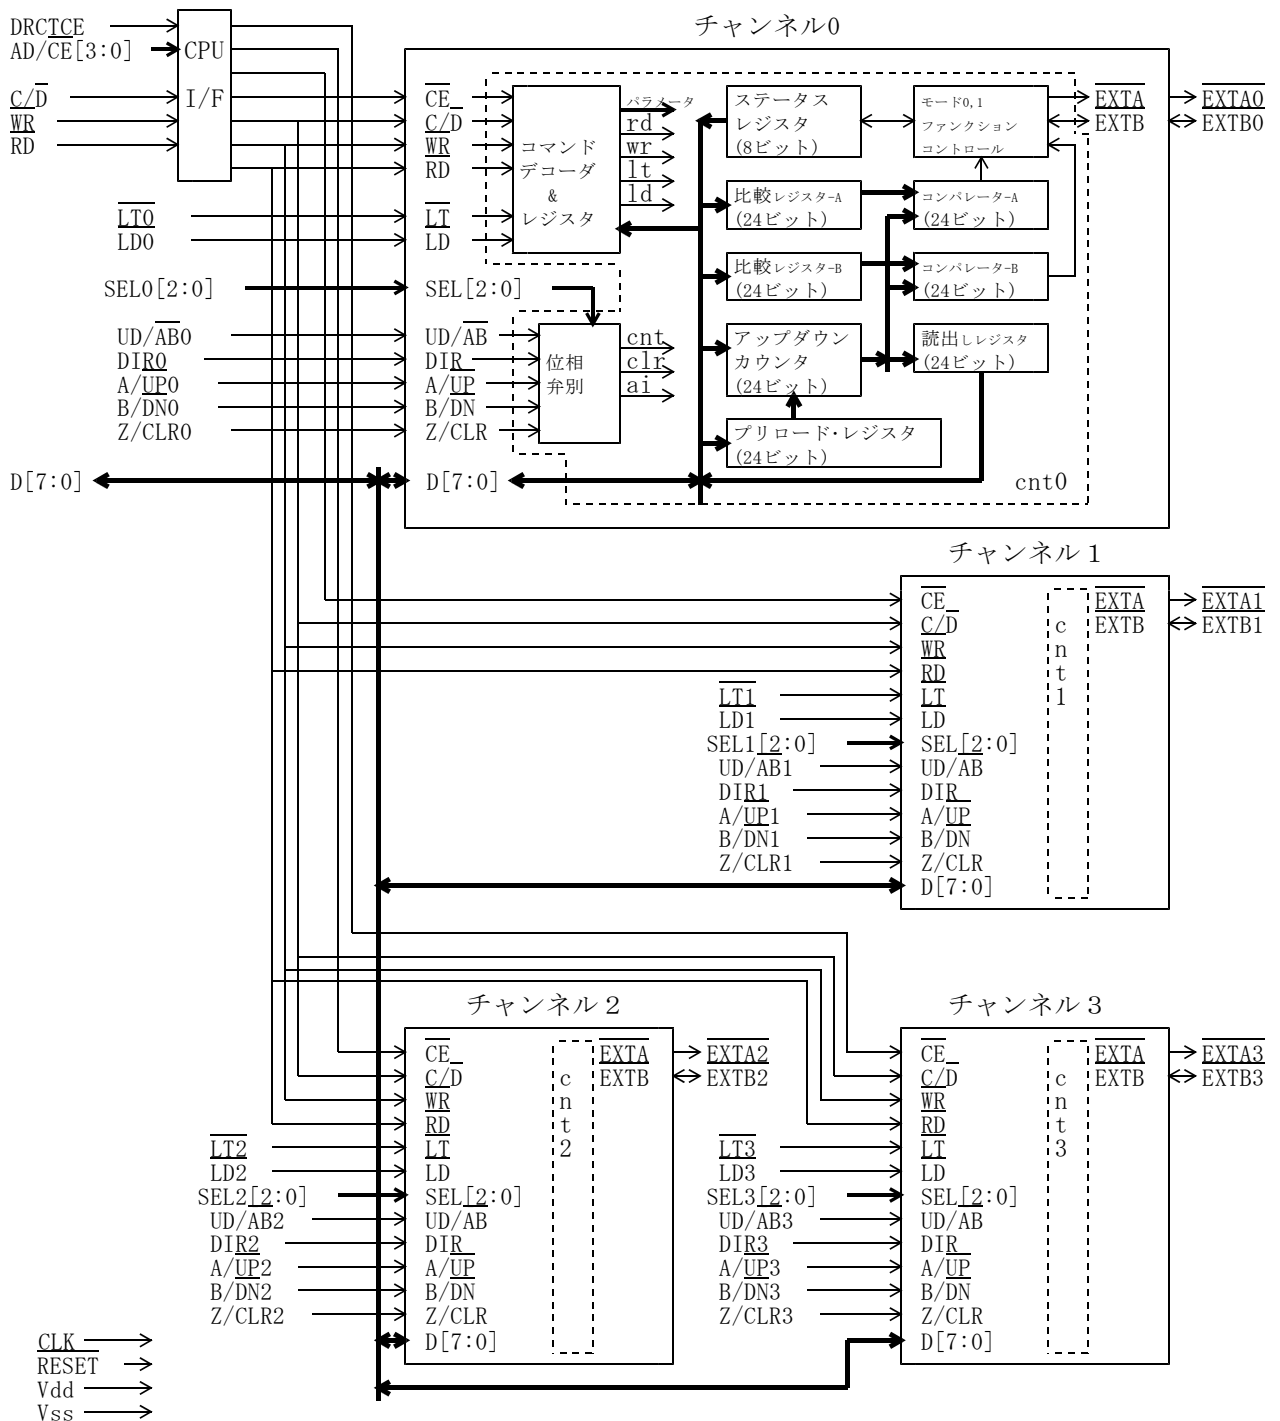 チャンネル0
DRCTCE
AD/CE[3:0]
C/D
WR
RD
CPU
I/F
LT0
LD0
SEL0[2:0]
UD/AB0
DIR0
A/UP0
B/DN0
Z/CLR0
D[7:0]
CE
C/D
WR
RD
LT
LD
SEL[2:0]
UD/AB
DIR
A/UP
B/DN
Z/CLR
D[7:0]
コマンド
デコーダ
&
レジスタ
パラメータ
rd
wr
lt
ld
位相
弁別
cnt
clr
ai
ステータス
レジスタ
(8ビット)
比較レジスター-A
(24ビット)
比較レジスター-B
(24ビット)
アップダウン
カウンタ
(24ビット)
プリロード・レジスタ
(24ビット)
モード0,1
ファンクション
コントロール
コンパレーター-A
(24ビット)
コンパレーター-B
(24ビット)
読出しレジスタ
(24ビット)
cnt0
EXTA
EXTB
EXTA0
EXTB0
チャンネル1
LT1
LD1
SEL1[2:0]
UD/AB1
DIR1
A/UP1
B/DN1
Z/CLR1
CE
C/D
WR
RD
LT
LD
SEL[2:0]
UD/AB
DIR
A/UP
B/DN
Z/CLR
D[7:0]
c
n
t
1
EXTA
EXTB
EXTA1
EXTB1
チャンネル2
LT2
LD2
SEL2[2:0]
UD/AB2
DIR2
A/UP2
B/DN2
Z/CLR2
CE
C/D
WR
RD
LT
LD
SEL[2:0]
UD/AB
DIR
A/UP
B/DN
Z/CLR
D[7:0]
c
n
t
2
EXTA
EXTB
EXTA2
EXTB2
チャンネル3
LT3
LD3
SEL3[2:0]
UD/AB3
DIR3
A/UP3
B/DN3
Z/CLR3
CE
C/D
WR
RD
LT
LD
SEL[2:0]
UD/AB
DIR
A/UP
B/DN
Z/CLR
D[7:0]
c
n
t
3
EXTA
EXTB
EXTA3
EXTB3
CLK
RESET
Vdd
Vss